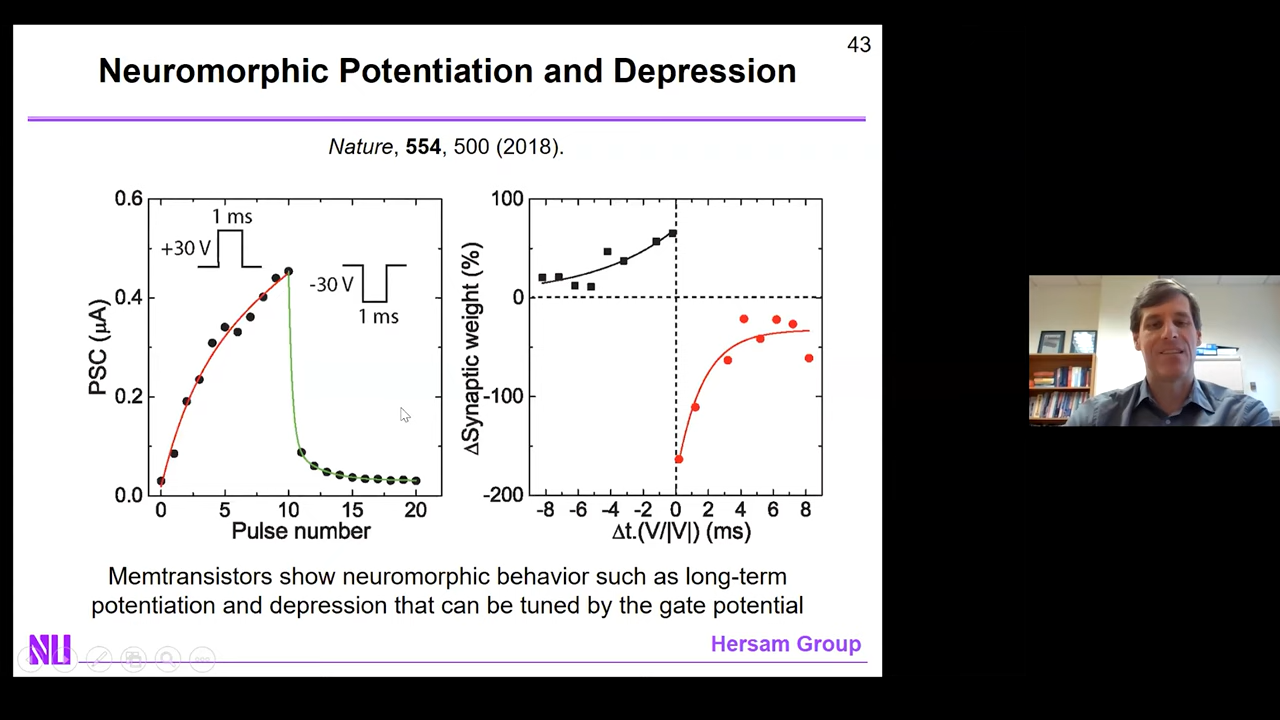 43
Neuromorphic Potentiation and Depression
Nature, 554, 500 (2018).
0.6
0.4
0.2
0.0
PSC (μA)
1 ms
+30 V
-30 V
1 ms
0 5 10 15 20
Pulse number
100
0
-100
-200
ΔSynaptic weight (%)
-8 -6 -4 -2 0 2 4 6 8
Δt.(V/|V|) (ms)
Memtransistors show neuromorphic behavior such as long-term
potentiation and depression that can be tuned by the gate potential
NU
Hersam Group